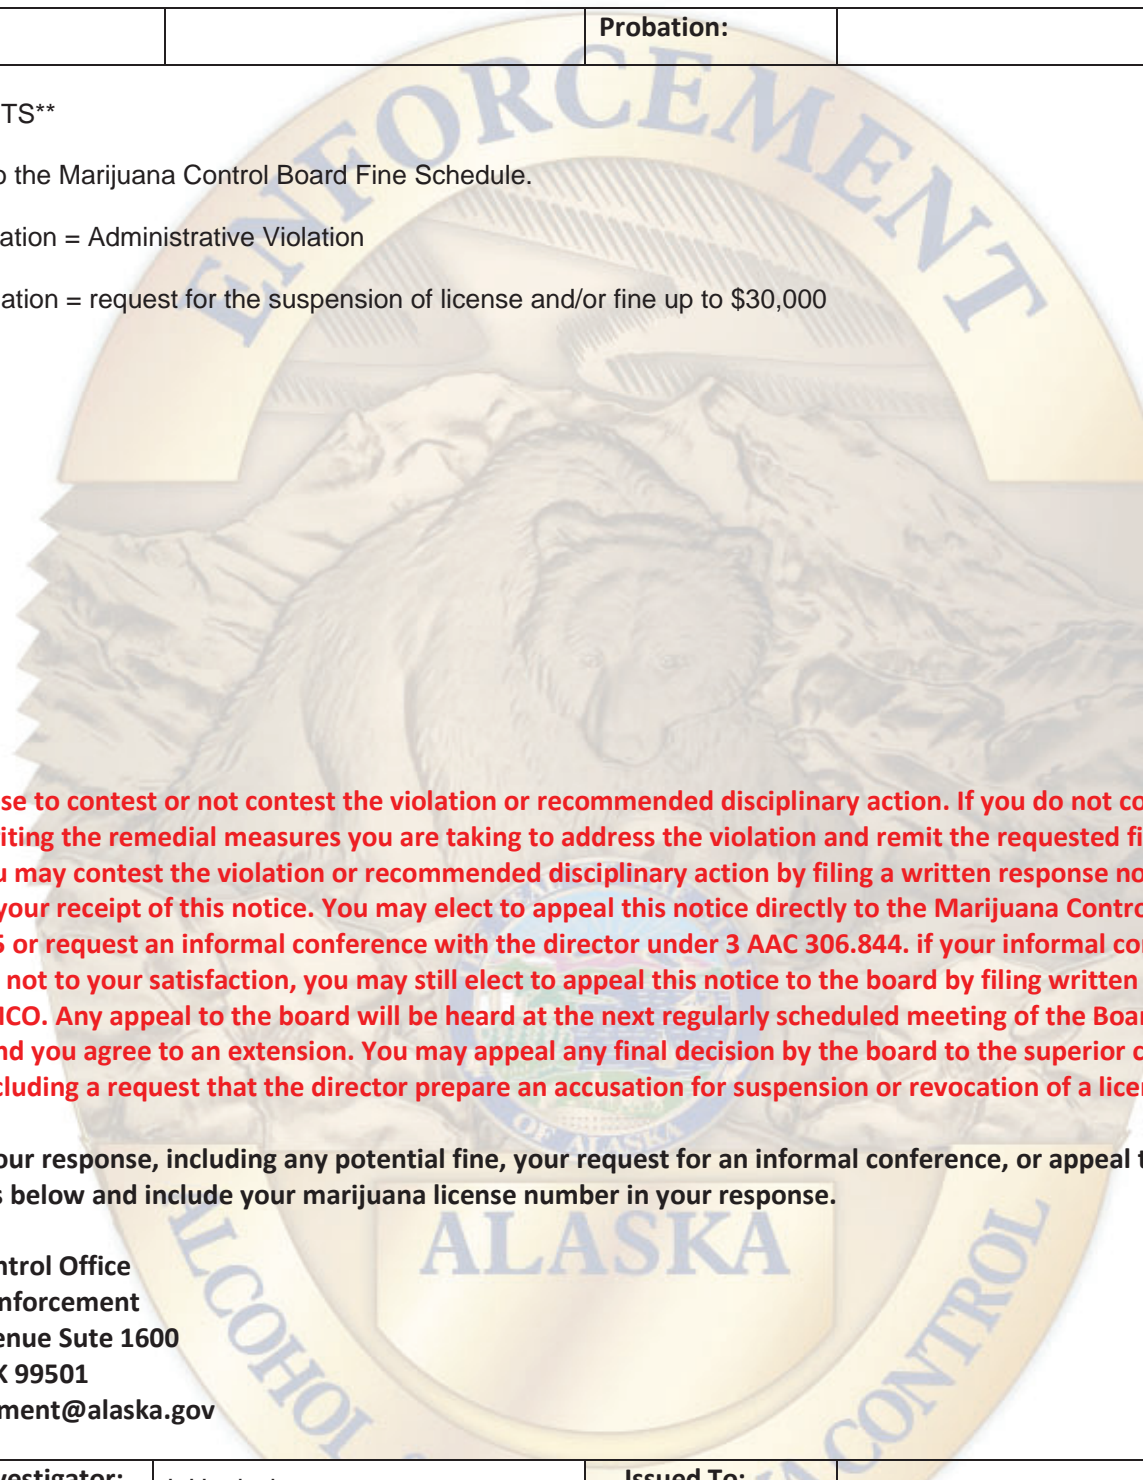 Probation:
TS**
o the Marijuana Control Board Fine Schedule.
ation = Administrative Violation
ation = request for the suspension of license and/or fine up to $30,000
se to contest or not contest the violation or recommended disciplinary action. If you do not co
iting the remedial measures you are taking to address the violation and remit the requested fi
u may contest the violation or recommended disciplinary action by filing a written response no
your receipt of this notice. You may elect to appeal this notice directly to the Marijuana Contro
5 or request an informal conference with the director under 3 AAC 306.844. if your informal co
not to your satisfaction, you may still elect to appeal this notice to the board by filing written
MCO. Any appeal to the board will be heard at the next regularly scheduled meeting of the Boar
nd you agree to an extension. You may appeal any final decision by the board to the superior c
cluding a request that the director prepare an accusation for suspension or revocation of a lice
our response, including any potential fine, your request for an informal conference, or appeal t
s below and include your marijuana license number in your response.
ntrol Office
nforcement
enue Sute 1600
K 99501
ment@alaska.gov
vestigator:
Issued To:
ENFORCEMENT
OF ALASKA
ALASKA
ALCOHOL
CONTROL